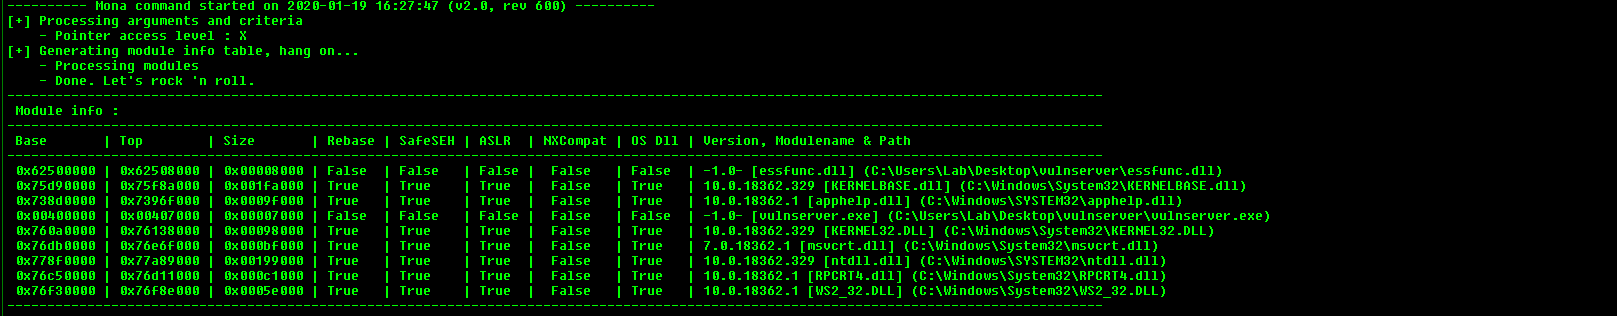 ---------- Mona command started on 2020-01-19 16:27:47 (v2.0, rev 600) ----------
[+] Processing arguments and criteria
    - Pointer access level : X
[+] Generating module info table, hang on...
    - Processing modules
    - Done. Let's rock 'n roll.
-----------------------------------------------------------------------------------------------------------------------------------------
 Module info :
-----------------------------------------------------------------------------------------------------------------------------------------
 Base       | Top        | Size       | Rebase | SafeSEH | ASLR  | NXCompat | OS Dll | Version, Modulename & Path
-----------------------------------------------------------------------------------------------------------------------------------------
 0x62500000 | 0x62508000 | 0x00008000 | False  | False   | False |  False   | False  | -1.0- [essfunc.dll] (C:\Users\Lab\Desktop\vulnserver\essfunc.dll)
 0x75d90000 | 0x75f8a000 | 0x001fa000 | True   | True    | True  |  False   | True   | 10.0.18362.329 [KERNELBASE.dll] (C:\Windows\System32\KERNELBASE.dll)
 0x738d0000 | 0x7396f000 | 0x0009f000 | True   | True    | True  |  False   | True   | 10.0.18362.1 [apphelp.dll] (C:\Windows\SYSTEM32\apphelp.dll)
 0x00400000 | 0x00407000 | 0x00007000 | False  | False   | False |  False   | False  | -1.0- [vulnserver.exe] (C:\Users\Lab\Desktop\vulnserver\vulnserver.exe)
 0x760a0000 | 0x76138000 | 0x00098000 | True   | True    | True  |  False   | True   | 10.0.18362.329 [KERNEL32.DLL] (C:\Windows\System32\KERNEL32.DLL)
 0x76db0000 | 0x76e6f000 | 0x000bf000 | True   | True    | True  |  False   | True   | 7.0.18362.1 [msvcrt.dll] (C:\Windows\System32\msvcrt.dll)
 0x778f0000 | 0x77a89000 | 0x00199000 | True   | True    | True  |  False   | True   | 10.0.18362.329 [ntdll.dll] (C:\Windows\SYSTEM32\ntdll.dll)
 0x76c50000 | 0x76d11000 | 0x000c1000 | True   | True    | True  |  False   | True   | 10.0.18362.1 [RPCRT4.dll] (C:\Windows\System32\RPCRT4.dll)
 0x76f30000 | 0x76f8e000 | 0x0005e000 | True   | True    | True  |  False   | True   | 10.0.18362.1 [WS2_32.DLL] (C:\Windows\System32\WS2_32.DLL)
-----------------------------------------------------------------------------------------------------------------------------------------